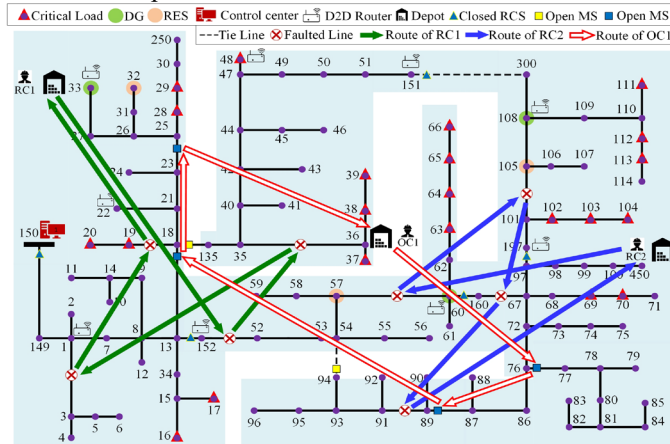 Critical Load DG RES Control center D2D Router Depot Closed RCS Open MS Open MS
Tie Line Faulted Line Route of RC1 Route of RC2 Route of OC1
250 48 47 49 50 51 151 300
RC1 33 32 30 29 111
31 28 108 109 110
27 26 25 44 45 46 66 112
23 65 105 106 107 113
24 42 43 39 64 114
22 21 40 41 38 63 101 102 103 104
150 20 19 18 135 35 36 OC1 62 197 RC2
37 97 98 99 100 450
11 14 9 59 58 57 60 160 67 68 69 70 71
2 10 61
149 1 7 8 13 152 52 53 54 55 56 72 73 74 75
12 34 94 92 90 88 76 77 78 79
3 5 6 15 17 83 80 85
4 16 96 95 93 91 89 87 86 82 81 84